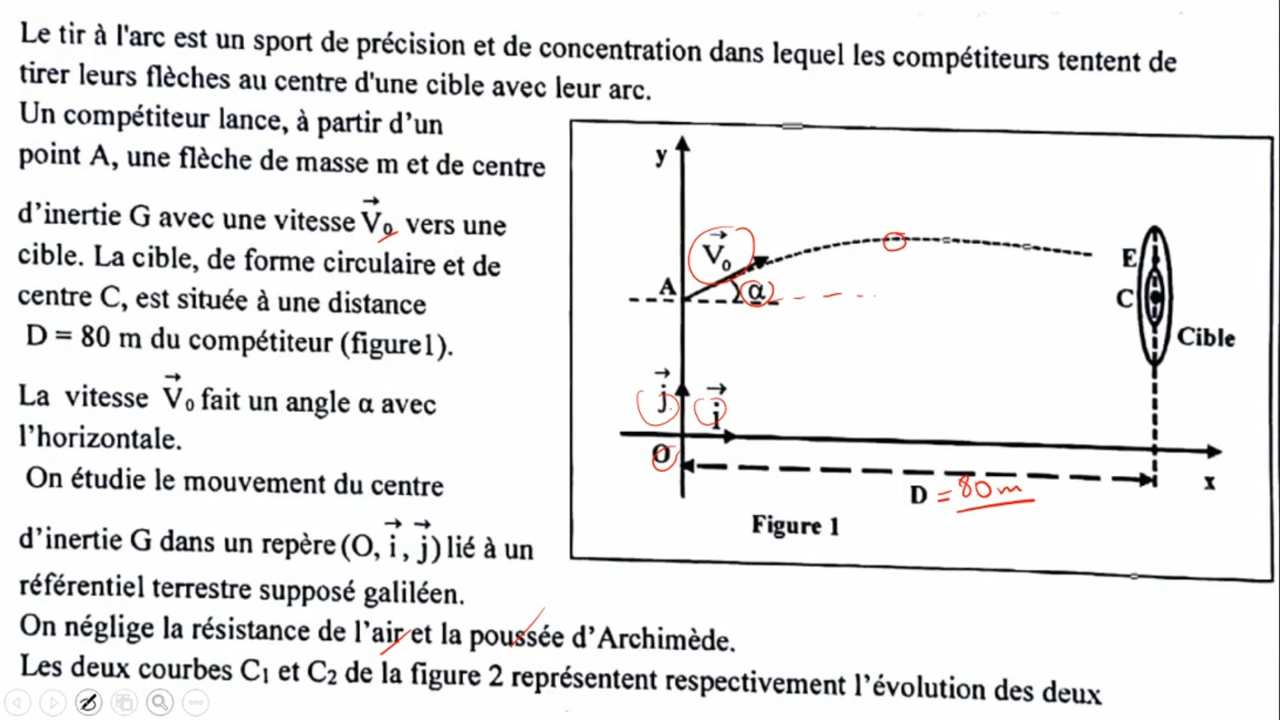 Le tir à l'arc est un sport de précision et de concentration dans lequel les compétiteurs tentent de
tirer leurs flèches au centre d'une cible avec leur arc.
Un compétiteur lance, à partir d'un
point A, une flèche de masse m et de centre
d'inertie G avec une vitesse V⃗₀ vers une
cible. La cible, de forme circulaire et de
centre C, est située à une distance
D = 80 m du compétiteur (figure1).
La vitesse V⃗₀ fait un angle α avec
l'horizontale.
On étudie le mouvement du centre
d'inertie G dans un repère (O, i⃗, j⃗) lié à un
référentiel terrestre supposé galiléen.
On néglige la résistance de l'air et la poussée d'Archimède.
Les deux courbes C₁ et C₂ de la figure 2 représentent respectivement l'évolution des deux
y
V⃗₀
A
α
E
C
Cible
j⃗
i⃗
O
D = 80 m
x
Figure 1